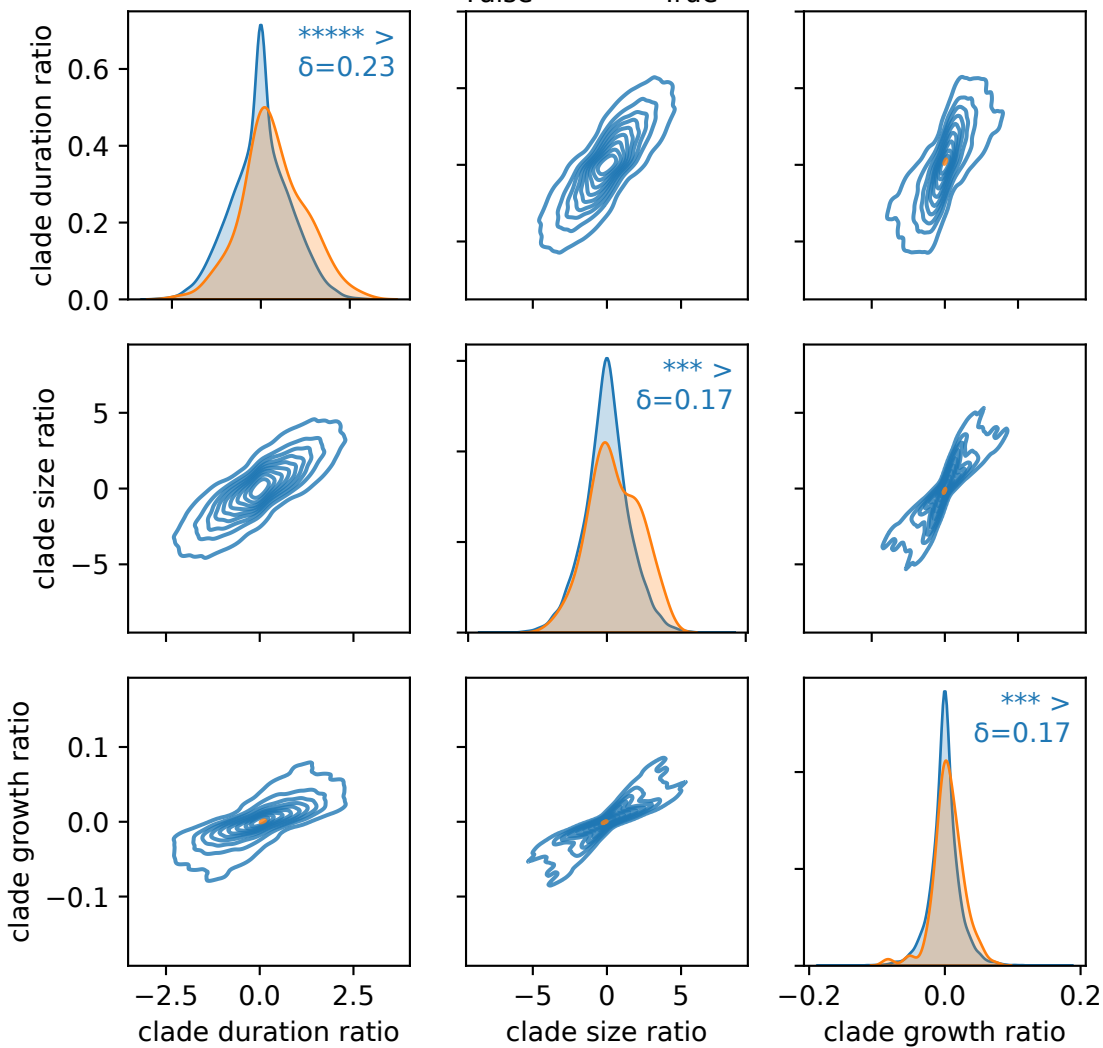 True
clade duration ratio
0.6
0.4
0.2
0.0
***** >
δ=0.23
clade size ratio
5
0
−5
*** >
δ=0.17
clade growth ratio
0.1
0.0
−0.1
*** >
δ=0.17
−2.5 0.0 2.5
−5 0 5
−0.2 0.0 0.2
clade duration ratio
clade size ratio
clade growth ratio